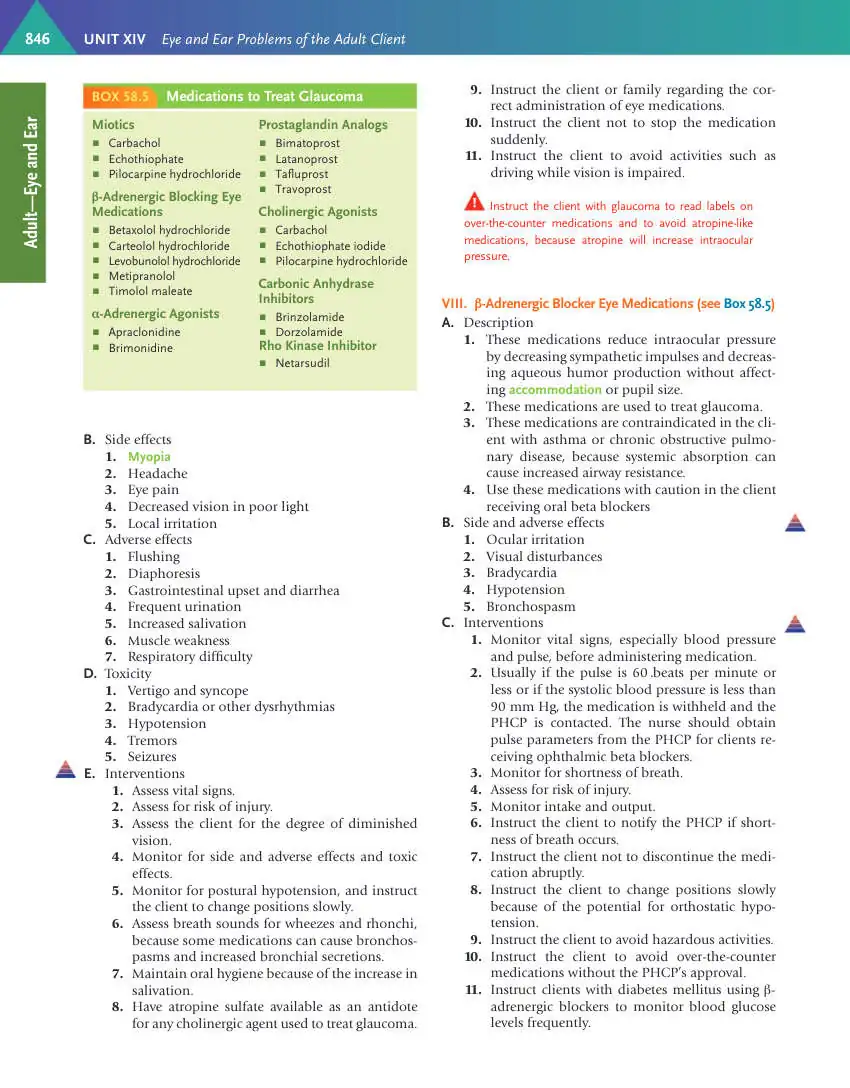 846 UNIT XIV Eye and Ear Problems of the Adult Client
Adult—Eye and Ear
BOX 58.5 Medications to Treat Glaucoma
Miotics
■ Carbachol
■ Echothiophate
■ Pilocarpine hydrochloride
β-Adrenergic Blocking Eye
Medications
■ Betaxolol hydrochloride
■ Carteolol hydrochloride
■ Levobunolol hydrochloride
■ Metipranolol
■ Timolol maleate
α-Adrenergic Agonists
■ Apraclonidine
■ Brimonidine
Prostaglandin Analogs
■ Bimatoprost
■ Latanoprost
■ Tafluprost
■ Travoprost
Cholinergic Agonists
■ Carbachol
■ Echothiophate iodide
■ Pilocarpine hydrochloride
Carbonic Anhydrase
Inhibitors
■ Brinzolamide
■ Dorzolamide
Rho Kinase Inhibitor
■ Netarsudil
B. Side effects
1. Myopia
2. Headache
3. Eye pain
4. Decreased vision in poor light
5. Local irritation
C. Adverse effects
1. Flushing
2. Diaphoresis
3. Gastrointestinal upset and diarrhea
4. Frequent urination
5. Increased salivation
6. Muscle weakness
7. Respiratory difficulty
D. Toxicity
1. Vertigo and syncope
2. Bradycardia or other dysrhythmias
3. Hypotension
4. Tremors
5. Seizures
E. Interventions
1. Assess vital signs.
2. Assess for risk of injury.
3. Assess the client for the degree of diminished
vision.
4. Monitor for side and adverse effects and toxic
effects.
5. Monitor for postural hypotension, and instruct
the client to change positions slowly.
6. Assess breath sounds for wheezes and rhonchi,
because some medications can cause bronchos-
pasms and increased bronchial secretions.
7. Maintain oral hygiene because of the increase in
salivation.
8. Have atropine sulfate available as an antidote
for any cholinergic agent used to treat glaucoma.
9. Instruct the client or family regarding the cor-
rect administration of eye medications.
10. Instruct the client not to stop the medication
suddenly.
11. Instruct the client to avoid activities such as
driving while vision is impaired.
Instruct the client with glaucoma to read labels on
over-the-counter medications and to avoid atropine-like
medications, because atropine will increase intraocular
pressure.
VIII. β-Adrenergic Blocker Eye Medications (see Box 58.5)
A. Description
1. These medications reduce intraocular pressure
by decreasing sympathetic impulses and decreas-
ing aqueous humor production without affect-
ing accommodation or pupil size.
2. These medications are used to treat glaucoma.
3. These medications are contraindicated in the cli-
ent with asthma or chronic obstructive pulmo-
nary disease, because systemic absorption can
cause increased airway resistance.
4. Use these medications with caution in the client
receiving oral beta blockers
B. Side and adverse effects
1. Ocular irritation
2. Visual disturbances
3. Bradycardia
4. Hypotension
5. Bronchospasm
C. Interventions
1. Monitor vital signs, especially blood pressure
and pulse, before administering medication.
2. Usually if the pulse is 60 .beats per minute or
less or if the systolic blood pressure is less than
90 mm Hg, the medication is withheld and the
PHCP is contacted. The nurse should obtain
pulse parameters from the PHCP for clients re-
ceiving ophthalmic beta blockers.
3. Monitor for shortness of breath.
4. Assess for risk of injury.
5. Monitor intake and output.
6. Instruct the client to notify the PHCP if short-
ness of breath occurs.
7. Instruct the client not to discontinue the medi-
cation abruptly.
8. Instruct the client to change positions slowly
because of the potential for orthostatic hypo-
tension.
9. Instruct the client to avoid hazardous activities.
10. Instruct the client to avoid over-the-counter
medications without the PHCP's approval.
11. Instruct clients with diabetes mellitus using β-
adrenergic blockers to monitor blood glucose
levels frequently.